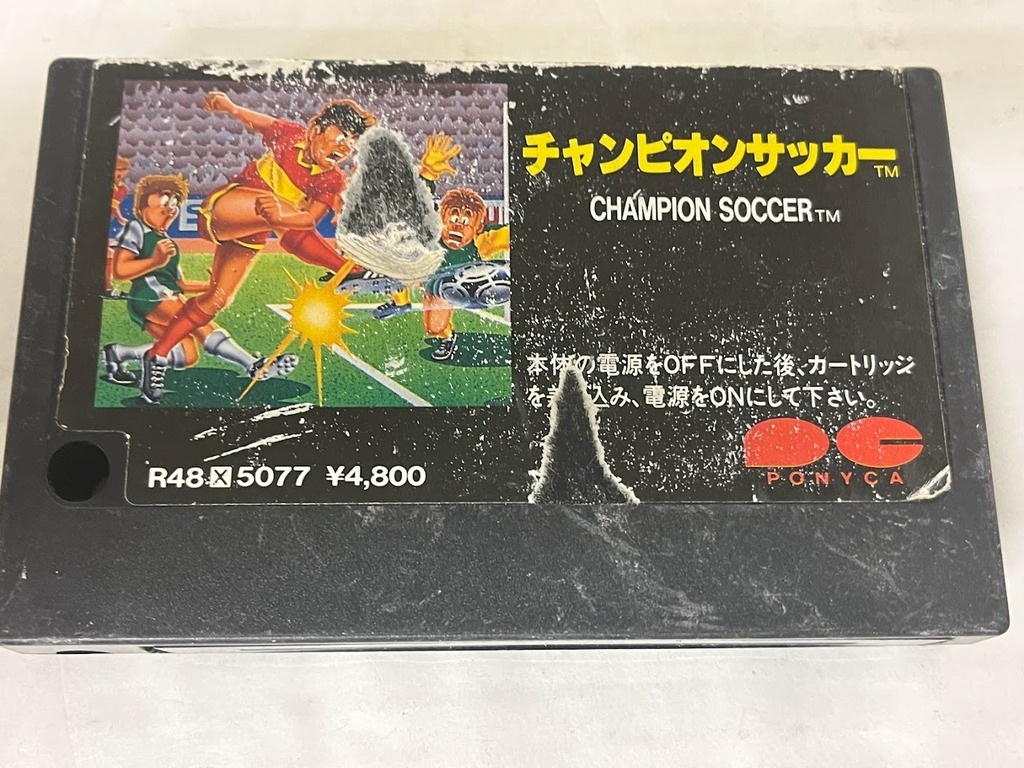 チャンピオンサッカー™
CHAMPION SOCCER™
本体の電源をOFFにした後、カートリッジ
を み、電源をONにして下さい。
R48X5077 ¥4,800
PONYCA